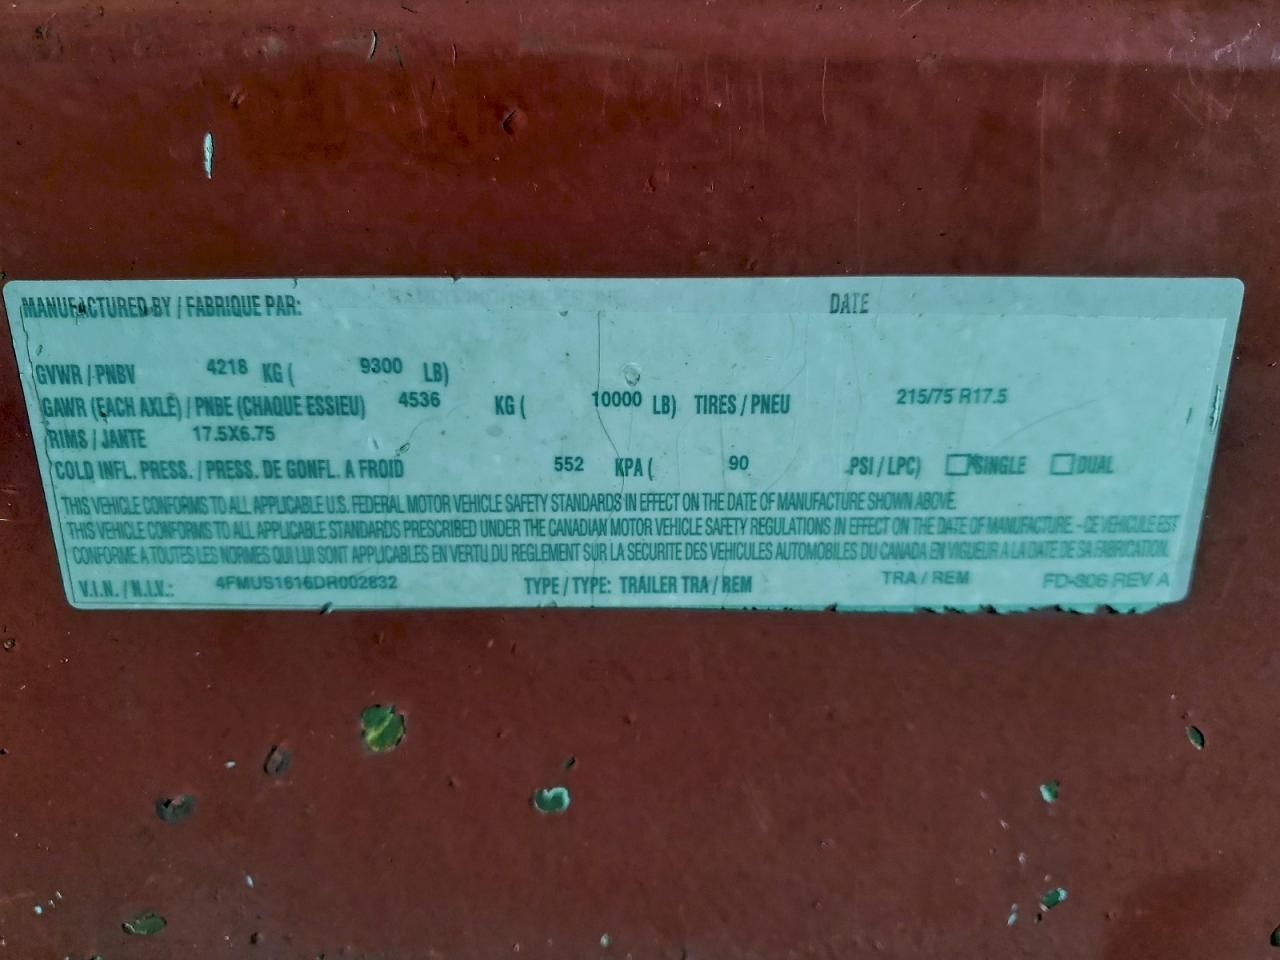 MANUFACTURED BY / FABRIQUE PAR: DATE
GVWR / PNBV 4218 KG ( 9300 LB)
GAWR (EACH AXLE) / PNBE (CHAQUE ESSIEU) 4536 KG ( 10000 LB) TIRES / PNEU 215/75 R17.5
RIMS / JANTE 17.5X6.75
COLD INFL. PRESS. / PRESS. DE GONFL. A FROID 552 KPA ( 90 PSI / LPC) SINGLE DUAL
THIS VEHICLE CONFORMS TO ALL APPLICABLE U.S. FEDERAL MOTOR VEHICLE SAFETY STANDARDS IN EFFECT ON THE DATE OF MANUFACTURE SHOWN ABOVE.
THIS VEHICLE CONFORMS TO ALL APPLICABLE STANDARDS PRESCRIBED UNDER THE CANADIAN MOTOR VEHICLE SAFETY REGULATIONS IN EFFECT ON THE DATE OF MANUFACTURE. - CE VEHICULE EST
CONFORME A TOUTES LES NORMES QUI LUI SONT APPLICABLES EN VERTU DU REGLEMENT SUR LA SECURITE DES VEHICULES AUTOMOBILES DU CANADA EN VIGUEUR A LA DATE DE SA FABRICATION.
V.I.N. / N.I.V.: 4FMUS1616DR002832 TYPE / TYPE: TRAILER TRA / REM TRA / REM FD-806 REV A